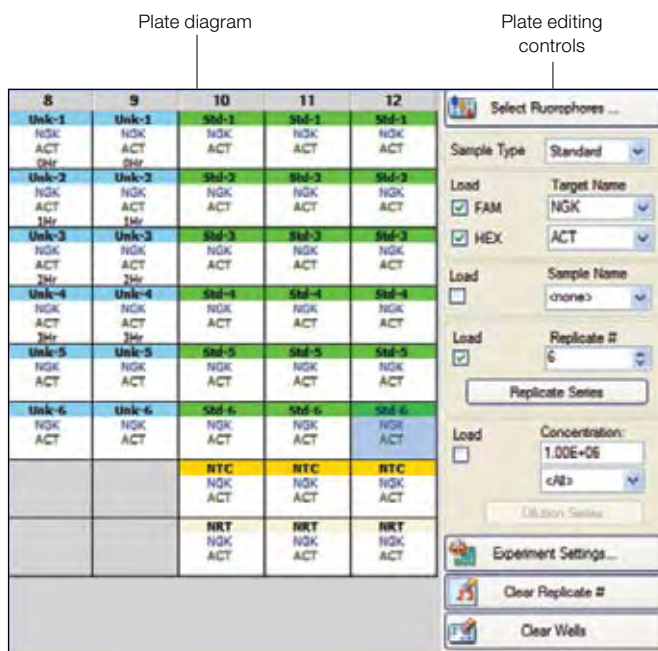 Plate diagram
Plate editing
controls
8 9 10 11 12
Unk-1 Unk-1 Std-1 Std-1 Std-1
NGK NGK NGK NGK NGK
ACT ACT ACT ACT ACT
0Hr 0Hr
Unk-2 Unk-2 Std-2 Std-2 Std-2
NGK NGK NGK NGK NGK
ACT ACT ACT ACT ACT
1Hr 1Hr
Unk-3 Unk-3 Std-3 Std-3 Std-3
NGK NGK NGK NGK NGK
ACT ACT ACT ACT ACT
2Hr 2Hr
Unk-4 Unk-4 Std-4 Std-4 Std-4
NGK NGK NGK NGK NGK
ACT ACT ACT ACT ACT
3Hr 3Hr
Unk-5 Unk-5 Std-5 Std-5 Std-5
NGK NGK NGK NGK NGK
ACT ACT ACT ACT ACT
Unk-6 Unk-6 Std-6 Std-6 Std-6
NGK NGK NGK NGK NGK
ACT ACT ACT ACT ACT
NTC NTC NTC
NGK NGK NGK
ACT ACT ACT
NRT NRT NRT
NGK NGK NGK
ACT ACT ACT
Select Fluorophores ...
Sample Type Standard
Load Target Name
FAM NGK
HEX ACT
Load Sample Name
<none>
Load Replicate #
6
Replicate Series
Load Concentration:
1.00E+06
<All>
Dilution Series
Experiment Settings...
Clear Replicate #
Clear Wells